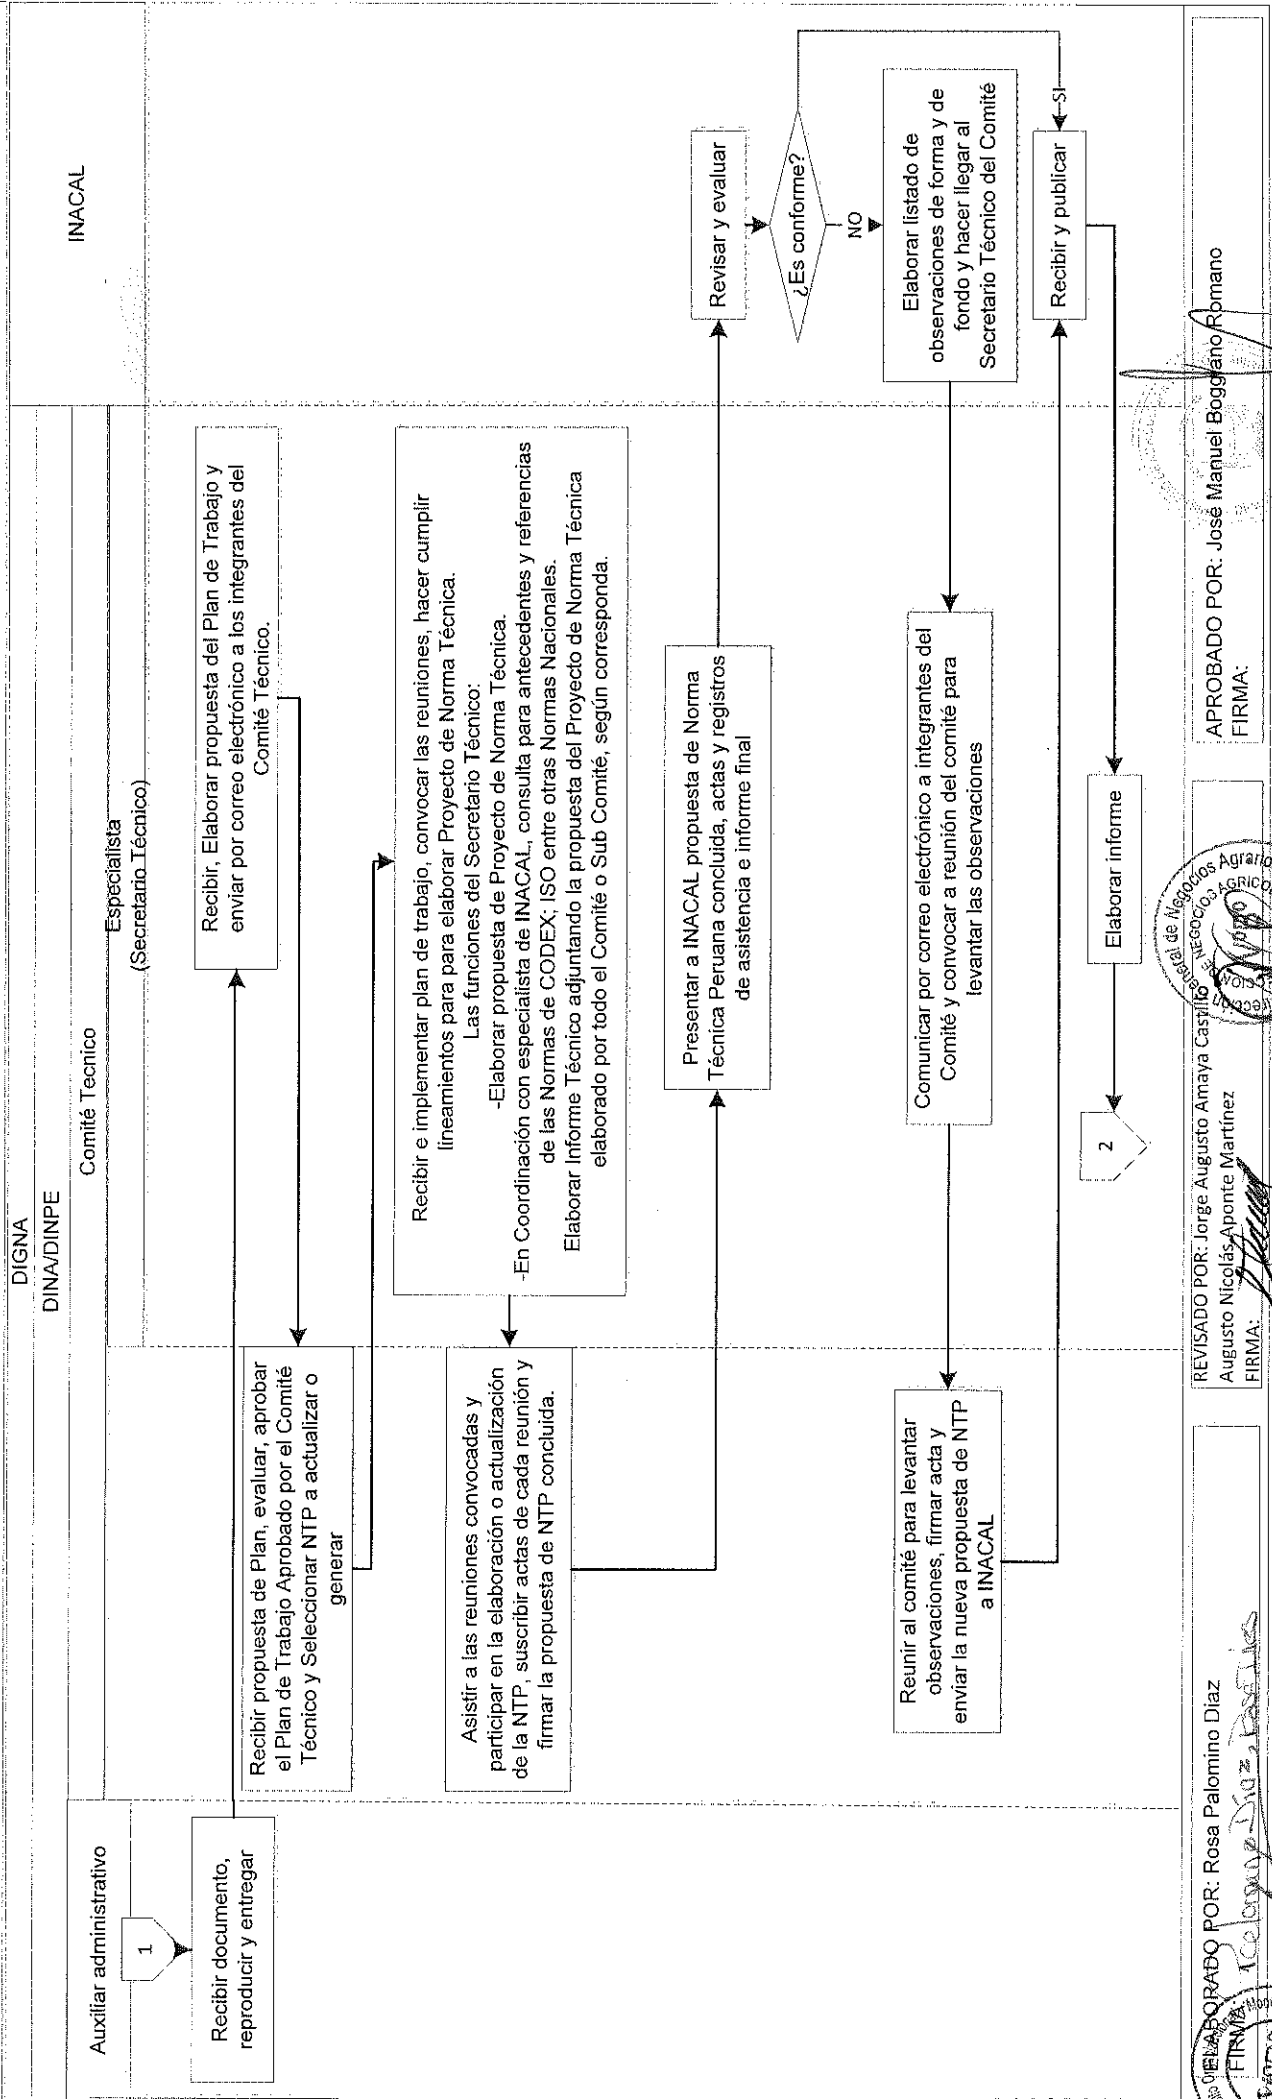 DIGNA
DINA/DINPE
Comité Tecnico
INACAL
Auxiliar administrativo
Especialista
(Secretario Técnico)
1
Recibir documento,
reproducir y entregar
Recibir, Elaborar propuesta del Plan de Trabajo y
enviar por correo electrónico a los integrantes del
Comité Técnico.
Recibir propuesta de Plan, evaluar, aprobar
el Plan de Trabajo Aprobado por el Comité
Técnico y Seleccionar NTP a actualizar o
generar
Recibir e implementar plan de trabajo, convocar las reuniones, hacer cumplir
lineamientos para elaborar Proyecto de Norma Técnica.
Las funciones del Secretario Técnico:
-Elaborar propuesta de Proyecto de Norma Técnica.
-En Coordinación con especialista de INACAL, consulta para antecedentes y referencias
de las Normas de CODEX; ISO entre otras Normas Nacionales.
Elaborar Informe Técnico adjuntando la propuesta del Proyecto de Norma Técnica
elaborado por todo el Comité o Sub Comité, según corresponda.
Asistir a las reuniones convocadas y
participar en la elaboración o actualización
de la NTP, suscribir actas de cada reunión y
firmar la propuesta de NTP concluida.
Presentar a INACAL propuesta de Norma
Técnica Peruana concluida, actas y registros
de asistencia e informe final
Revisar y evaluar
¿Es conforme?
NO
SI
Elaborar listado de
observaciones de forma y de
fondo y hacer llegar al
Secretario Técnico del Comité
Comunicar por correo electrónico a integrantes del
Comité y convocar a reunión del comité para
levantar las observaciones
Reunir al comité para levantar
observaciones, firmar acta y
enviar la nueva propuesta de NTP
a INACAL
Recibir y publicar
Elaborar informe
2
ELABORADO POR: Rosa Palomino Diaz
FIRMA:
REVISADO POR: Jorge Augusto Amaya Castillo
Augusto Nicolás Aponte Martínez
FIRMA:
General de Negocios Agrarios
DE NEGOCIOS AGRICO
APROBADO POR: José Manuel Boggiano Romano
FIRMA: